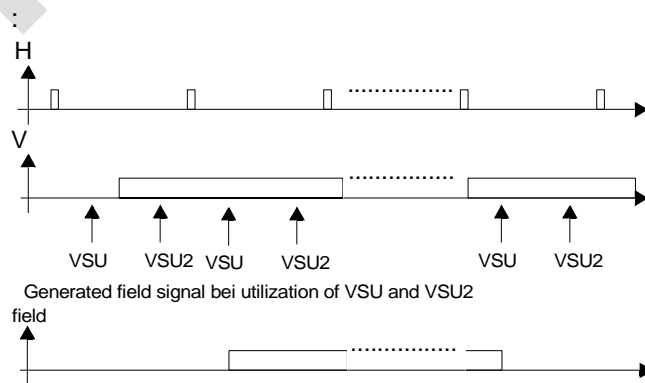 :
H
V
VSU VSU2 VSU VSU2 VSU VSU2
Generated field signal bei utilization of VSU and VSU2
field